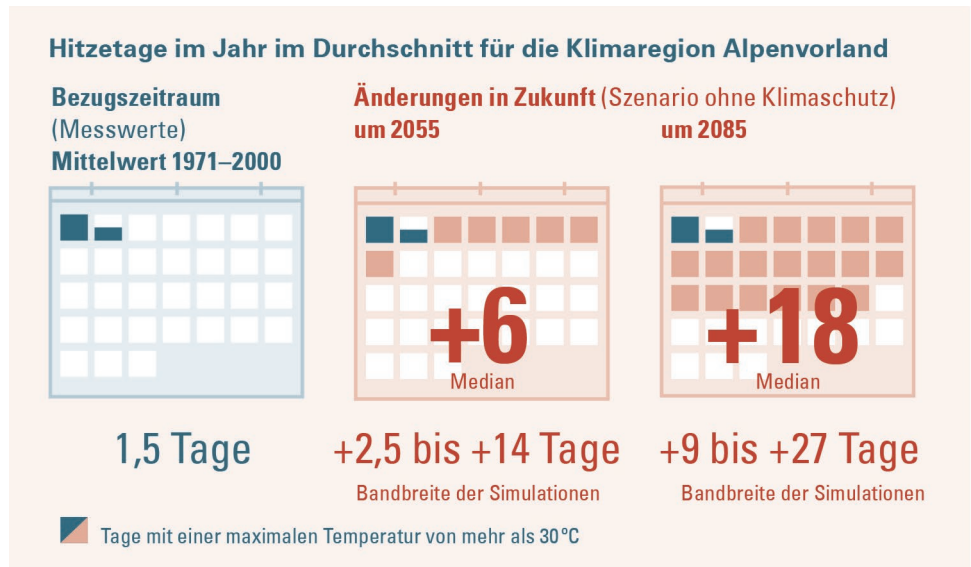 Hitzetage im Jahr im Durchschnitt für die Klimaregion Alpenvorland
Bezugszeitraum
(Messwerte)
Mittelwert 1971–2000
Änderungen in Zukunft (Szenario ohne Klimaschutz)
um 2055
um 2085
+6
Median
+18
Median
1,5 Tage
+2,5 bis +14 Tage
Bandbreite der Simulationen
+9 bis +27 Tage
Bandbreite der Simulationen
Tage mit einer maximalen Temperatur von mehr als 30 °C